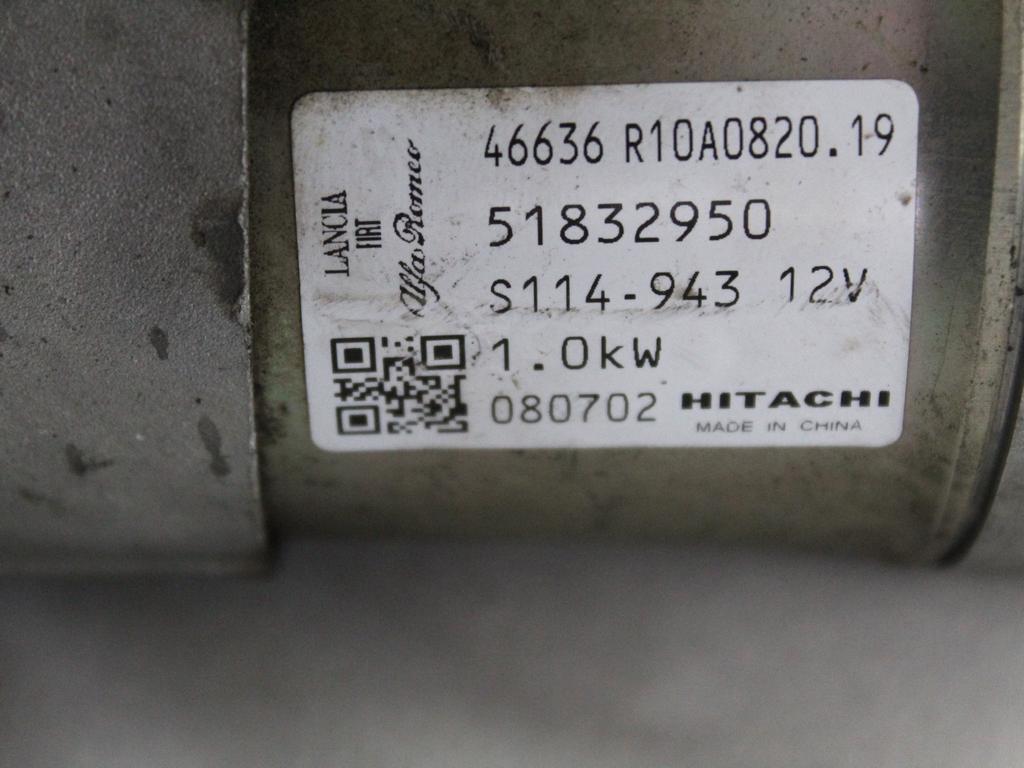 LANCIA
FIAT
Alfa Romeo
46636 R10A0820.19
51832950
S114-943 12V
1.0kW
080702 HITACHI
MADE IN CHINA